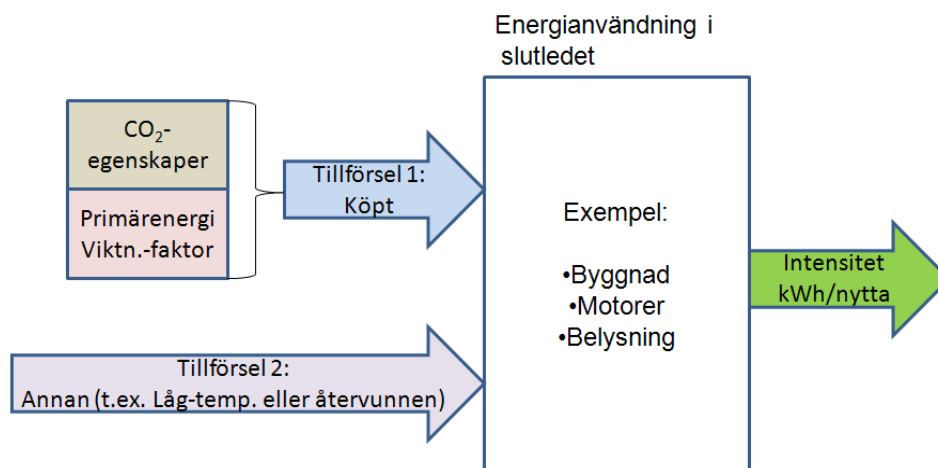 Energianvändning i
slutledet
CO₂-
egenskaper
Primärenergi
Viktn.-faktor
Tillförsel 1:
Köpt
Exempel:
•Byggnad
•Motorer
•Belysning
Intensitet
kWh/nytta
Tillförsel 2:
Annan (t.ex. Låg-temp. eller återvunnen)